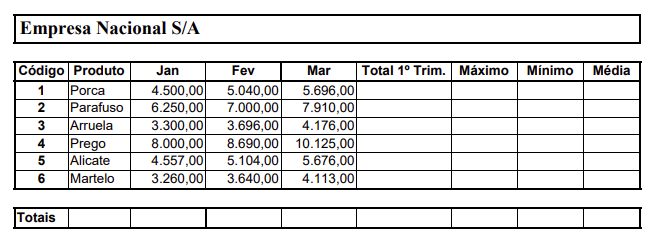 Empresa Nacional S/A
Código Produto Jan Fev Mar Total 1º Trim. Máximo Mínimo Média
1 Porca 4.500,00 5.040,00 5.696,00
2 Parafuso 6.250,00 7.000,00 7.910,00
3 Arruela 3.300,00 3.696,00 4.176,00
4 Prego 8.000,00 8.690,00 10.125,00
5 Alicate 4.557,00 5.104,00 5.676,00
6 Martelo 3.260,00 3.640,00 4.113,00
Totais